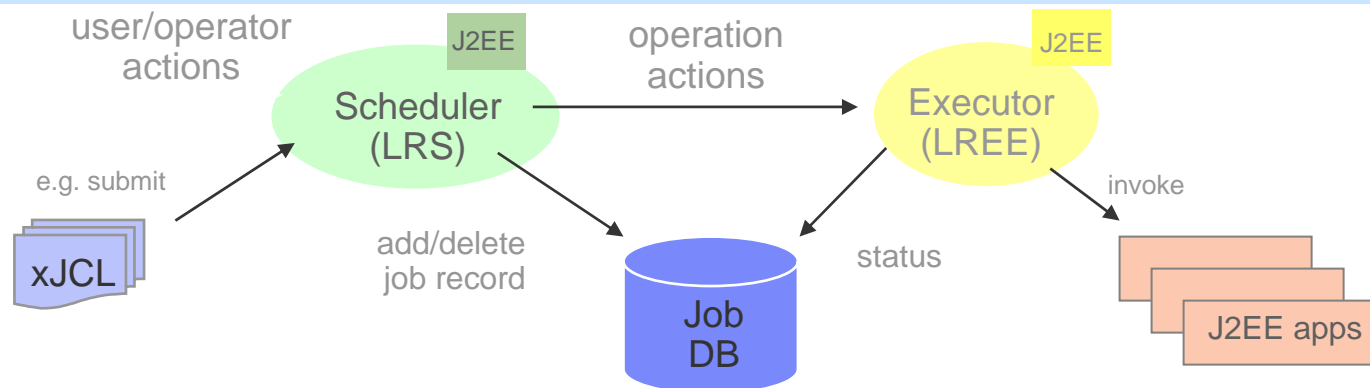 user/operator
actions
J2EE
operation
actions
J2EE
Scheduler
(LRS)
Executor
(LREE)
e.g. submit
invoke
xJCL
add/delete
job record
status
Job
DB
J2EE apps